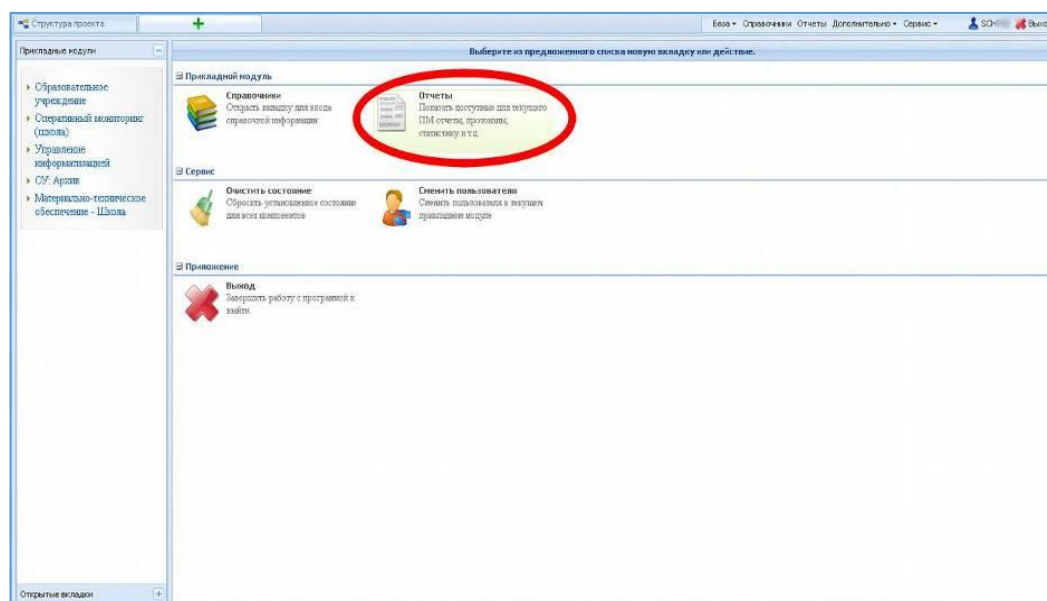 Структура проекта
База Справочники Отчеты Дополнительно Сервис
Прикладные модули
Выберите из предложенного списка новую вкладку или действие.
Образовательное
учреждение
Оперативный мониторинг
(школа)
Управление
информатизацией
ОУ: Архив
Материально-техническое
обеспечение - Школа
Прикладной модуль
Справочники
Открыть вкладку для ввода
справочной информации
Отчеты
Показать доступные для текущего
ПМ отчеты, протоколы,
статистику и т.д.
Сервис
Очистить состояние
Сбросить установленное состояние
для всех компонентов
Сменить пользователя
Сменить пользователя в текущем
прикладном модуле
Приложение
Выход
Завершить работу с программой и
выйти.
Открытые вкладки